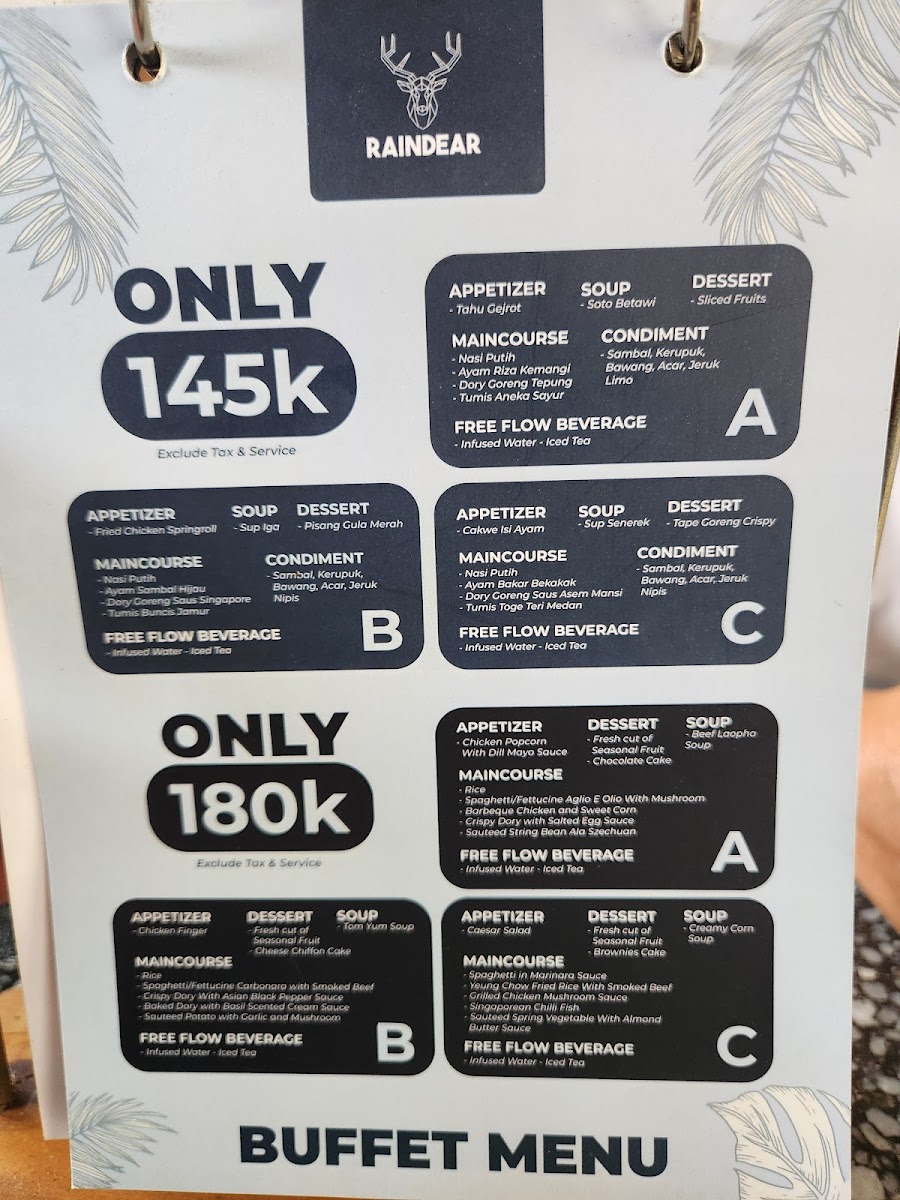 RAINDEAR
ONLY
145k
Exclude Tax & Service
APPETIZER
- Tahu Gejrot
SOUP
- Soto Betawi
DESSERT
- Sliced Fruits
MAINCOURSE
- Nasi Putih
- Ayam Riza Kemangi
- Dory Goreng Tepung
- Tumis Aneka Sayur
CONDIMENT
- Sambal, Kerupuk,
Bawang, Acar, Jeruk
Limo
FREE FLOW BEVERAGE
- Infused Water - Iced Tea
A
APPETIZER
- Fried Chicken Springroll
SOUP
- Sup Iga
DESSERT
- Pisang Gula Merah
MAINCOURSE
- Nasi Putih
- Ayam Sambal Hijau
- Dory Goreng Saus Singapore
- Tumis Buncis Jamur
CONDIMENT
- Sambal, Kerupuk,
Bawang, Acar, Jeruk
Nipis
FREE FLOW BEVERAGE
- Infused Water - Iced Tea
B
APPETIZER
- Cakwe Isi Ayam
SOUP
- Sup Senerek
DESSERT
- Tape Goreng Crispy
MAINCOURSE
- Nasi Putih
- Ayam Bakar Bekakak
- Dory Goreng Saus Asem Mansi
- Tumis Toge Teri Medan
CONDIMENT
- Sambal, Kerupuk,
Bawang, Acar, Jeruk
Nipis
FREE FLOW BEVERAGE
- Infused Water - Iced Tea
C
ONLY
180k
Exclude Tax & Service
APPETIZER
- Chicken Popcorn
With Dill Mayo Sauce
DESSERT
- Fresh cut of
Seasonal Fruit
- Chocolate Cake
SOUP
- Beef Laopho
Soup
MAINCOURSE
- Rice
- Spaghetti/Fettucine Aglio E Olio With Mushroom
- Barbeque Chicken and Sweet Corn
- Crispy Dory with Salted Egg Sauce
- Sauteed String Bean Ala Szechuan
FREE FLOW BEVERAGE
- Infused Water - Iced Tea
A
APPETIZER
- Chicken Finger
DESSERT
- Fresh cut of
Seasonal Fruit
- Cheese Chiffon Cake
SOUP
- Tom Yum Soup
MAINCOURSE
- Rice
- Spaghetti/Fettucine Carbonara with Smoked Beef
- Crispy Dory With Asian Black Pepper Sauce
- Baked Dory with Basil Scented Cream Sauce
- Sauteed Potato with Garlic and Mushroom
FREE FLOW BEVERAGE
- Infused Water - Iced Tea
B
APPETIZER
- Caesar Salad
DESSERT
- Fresh cut of
Seasonal Fruit
- Brownies Cake
SOUP
- Creamy Corn
Soup
MAINCOURSE
- Spaghetti in Marinara Sauce
- Yeung Chow Fried Rice With Smoked Beef
- Grilled Chicken Mushroom Sauce
- Singaporean Chilli Fish
- Sauteed Spring Vegetable With Almond
Butter Sauce
FREE FLOW BEVERAGE
- Infused Water - Iced Tea
C
BUFFET MENU